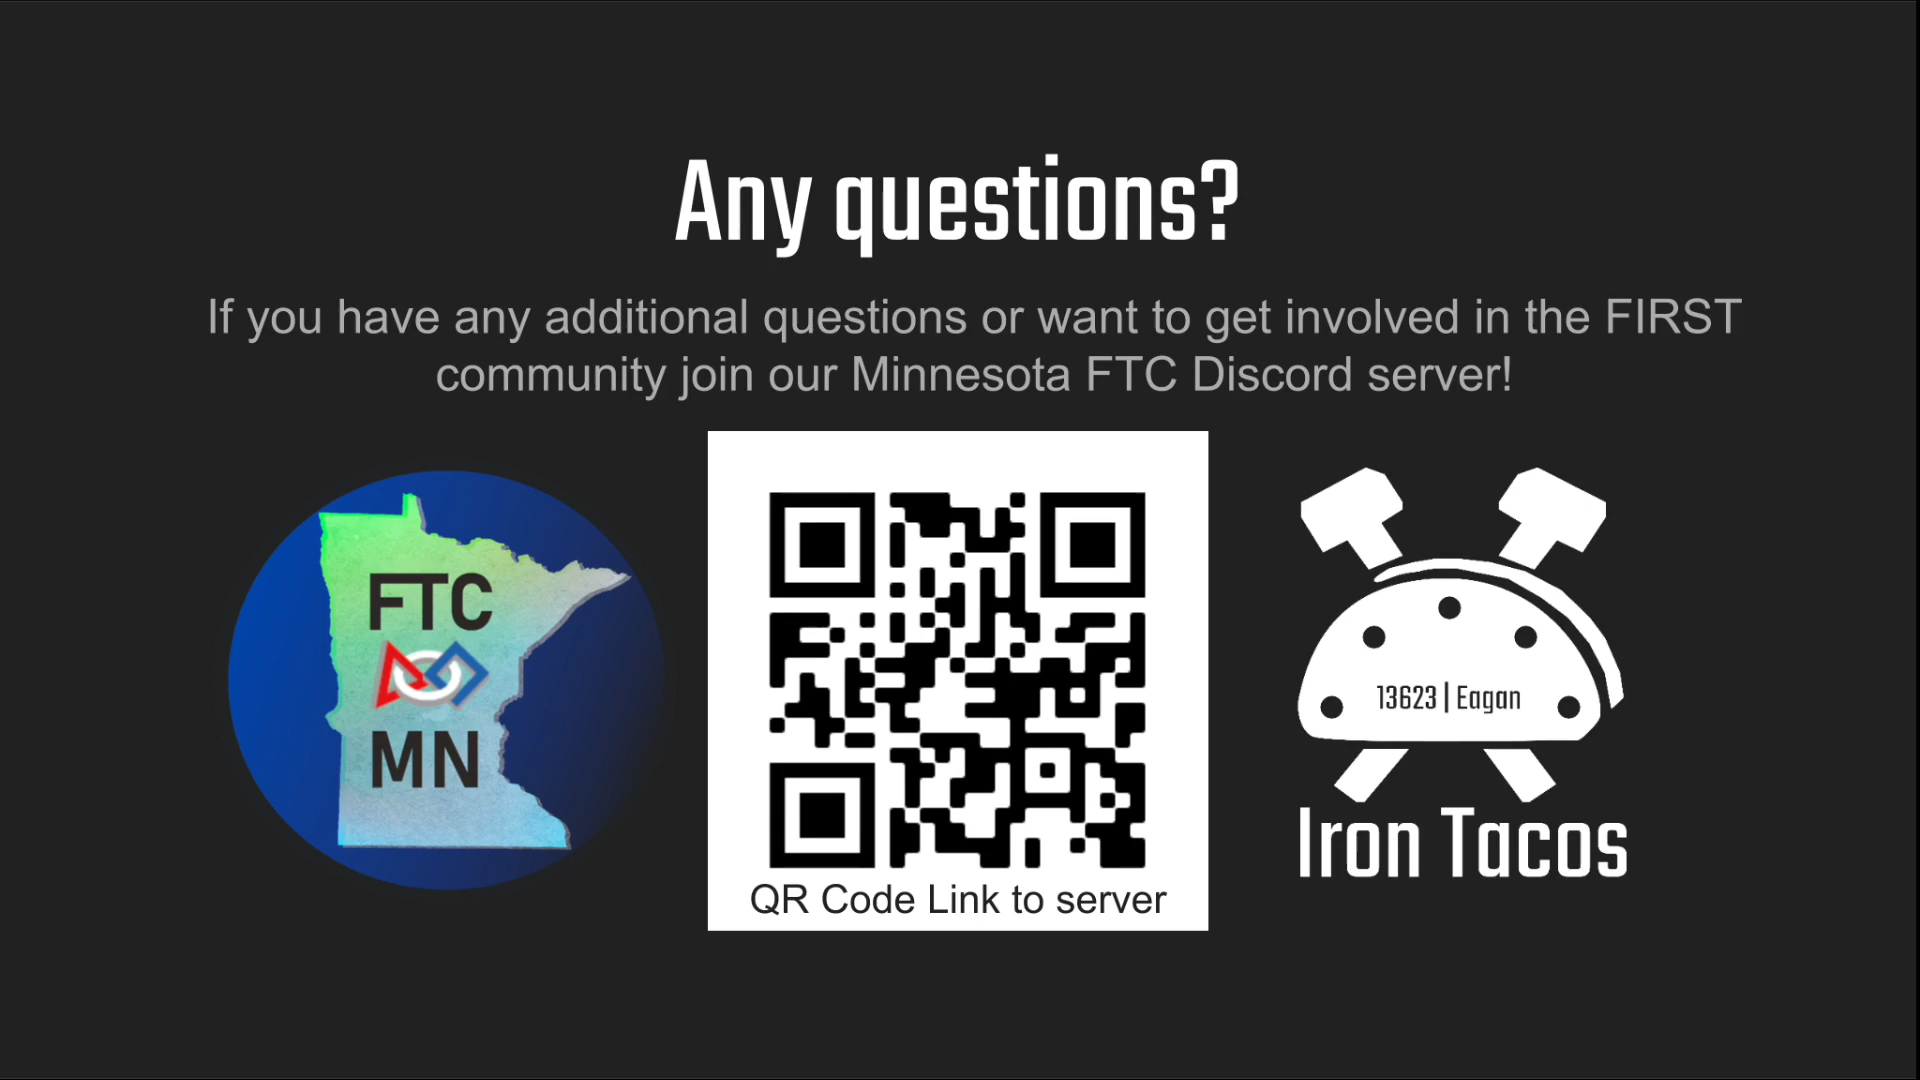 Any questions?
If you have any additional questions or want to get involved in the FIRST
community join our Minnesota FTC Discord server!
FTC
MN
QR Code Link to server
13623 | Eagan
Iron Tacos